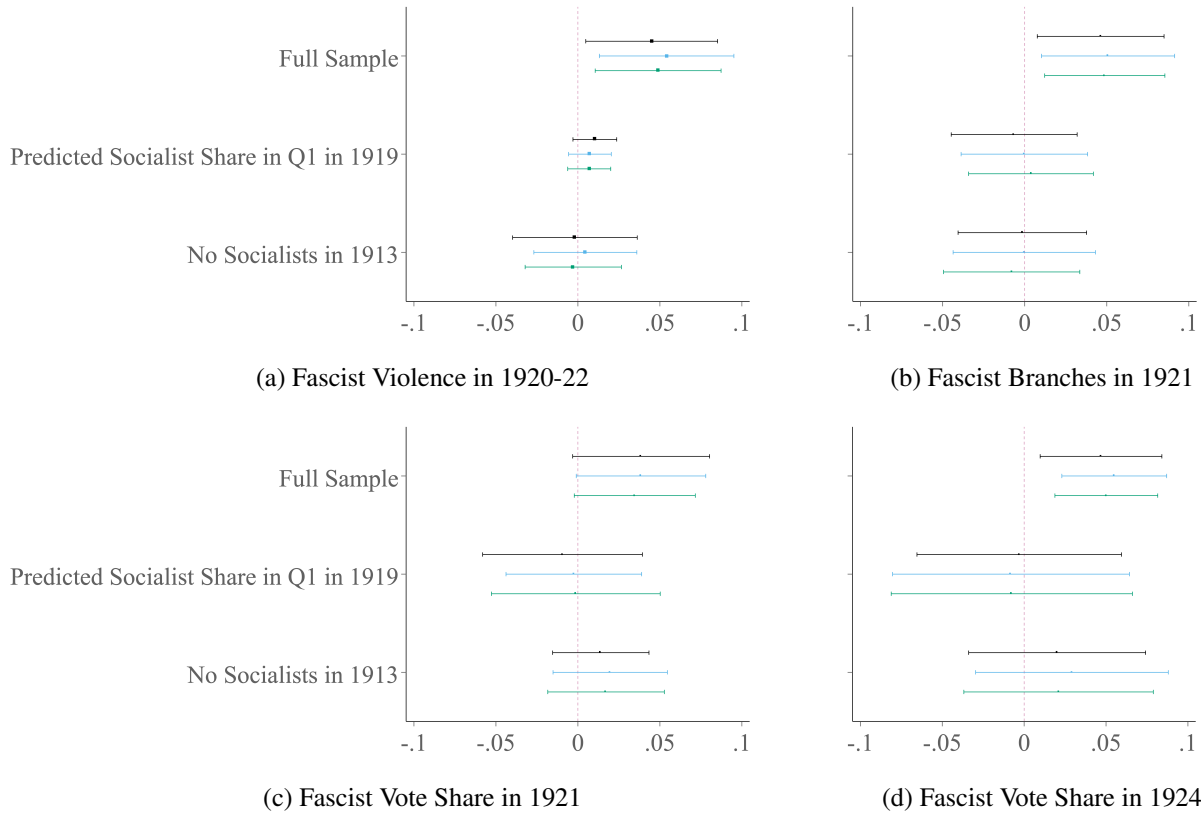 Full Sample
Predicted Socialist Share in Q1 in 1919
No Socialists in 1913
-.1 -.05 0 .05 .1
-.1 -.05 0 .05 .1
(a) Fascist Violence in 1920-22
(b) Fascist Branches in 1921
Full Sample
Predicted Socialist Share in Q1 in 1919
No Socialists in 1913
-.1 -.05 0 .05 .1
-.1 -.05 0 .05 .1
(c) Fascist Vote Share in 1921
(d) Fascist Vote Share in 1924